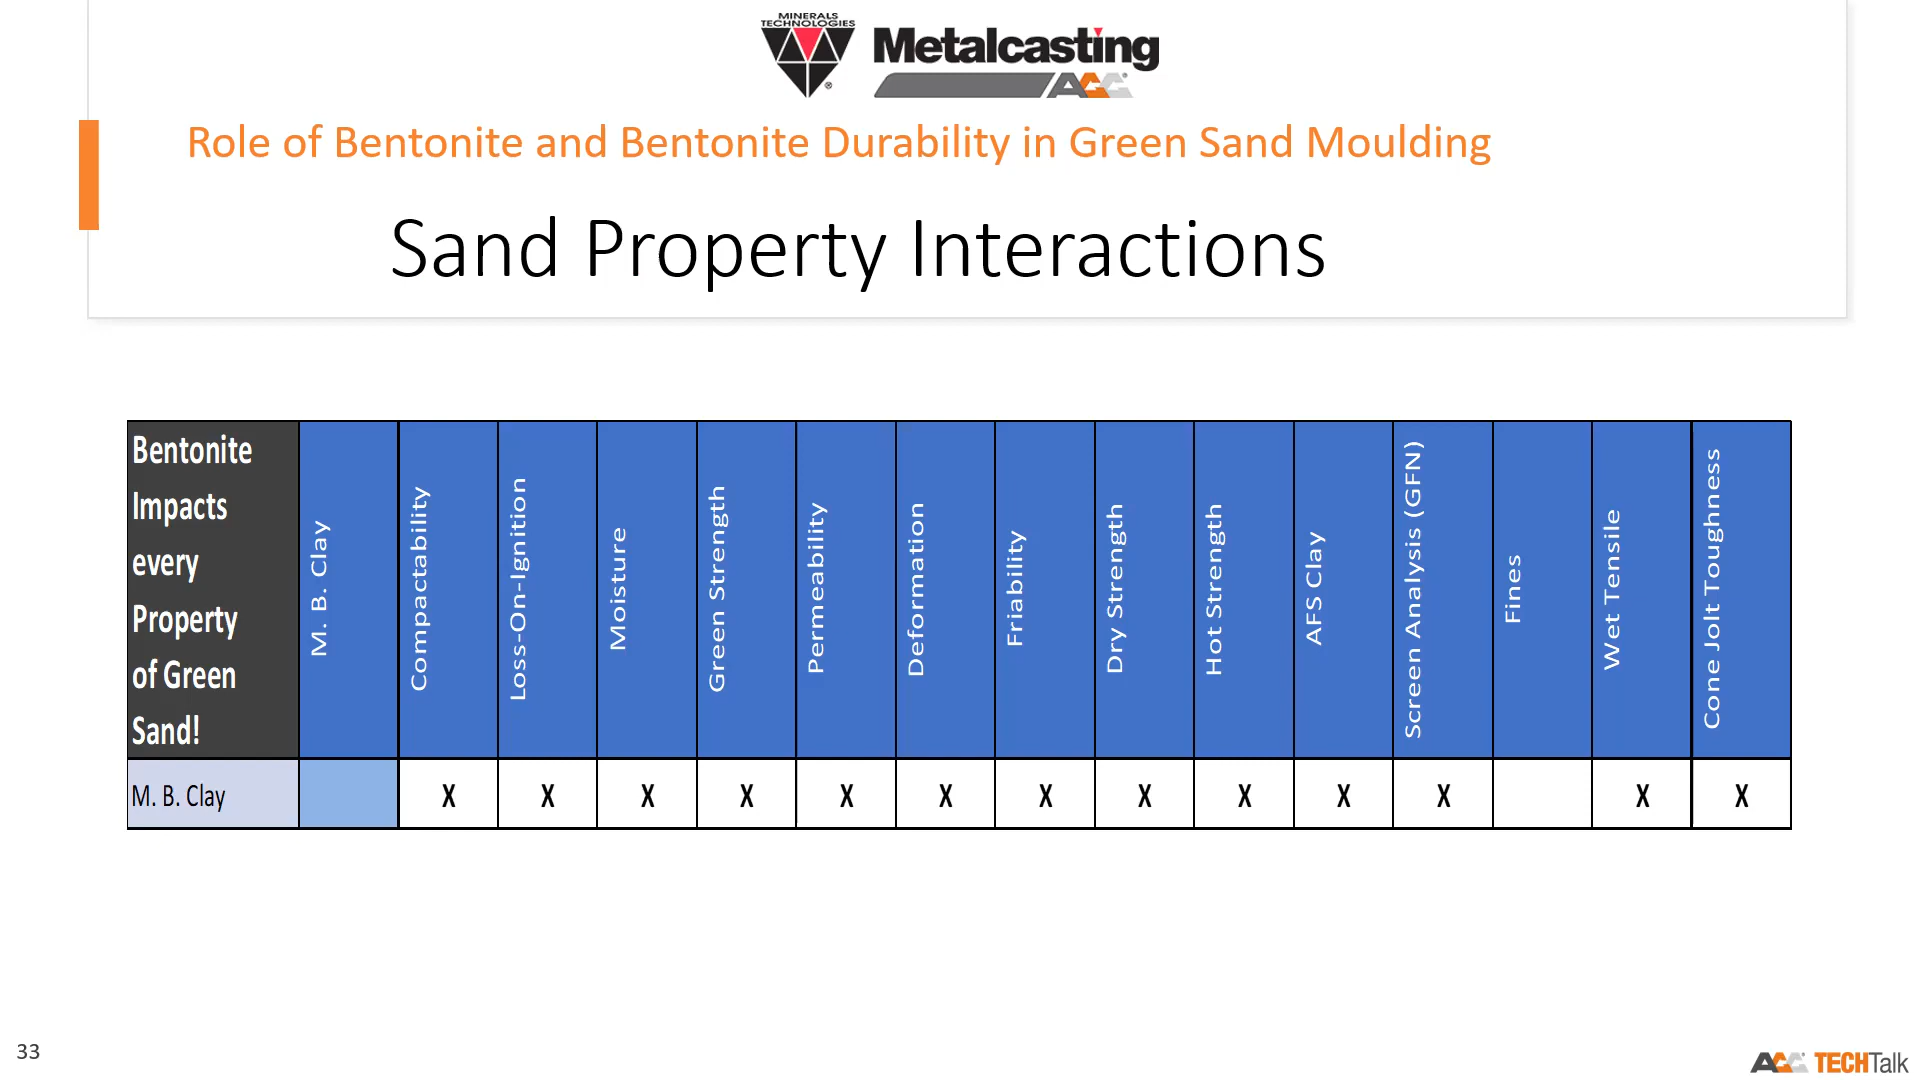 MINERALS
TECHNOLOGIES
®
Metalcasting
ACC
Role of Bentonite and Bentonite Durability in Green Sand Moulding
Sand Property Interactions
Bentonite
Impacts
every
Property
of Green
Sand!
M. B. Clay
Compactability
Loss-On-Ignition
Moisture
Green Strength
Permeability
Deformation
Friability
Dry Strength
Hot Strength
AFS Clay
Screen Analysis (GFN)
Fines
Wet Tensile
Cone Jolt Toughness
M. B. Clay X X X X X X X X X X X X X
33
ACC TECHTalk